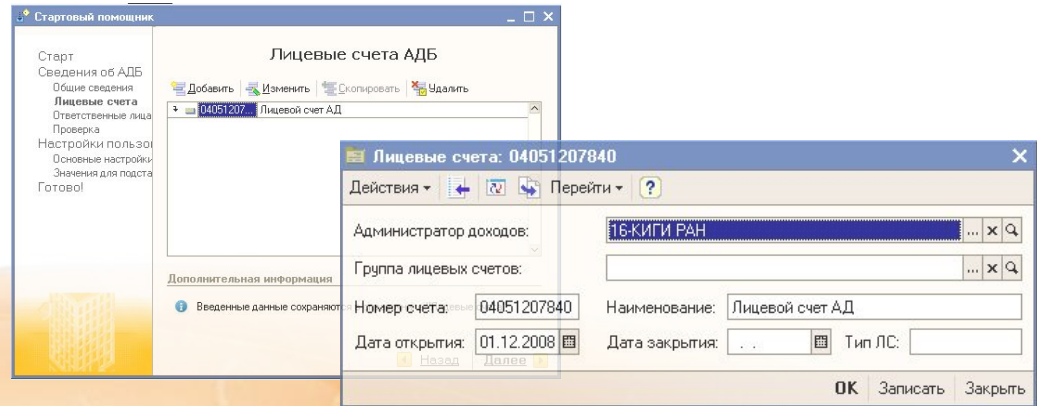 Стартовый помощник
Старт
Сведения об АДБ
Общие сведения
Лицевые счета
Ответственные лица
Проверка
Настройки пользо
Основные настройки
Значения для подста
Готово!
Лицевые счета АДБ
Добавить Изменить Скопировать Удалить
04051207... Лицевой счет АД
Дополнительная информация
Введенные данные сохраняются
Назад Далее
Лицевые счета: 04051207840
Действия Перейти ?
Администратор доходов: 16-КИГИ РАН ... x
Группа лицевых счетов: ... x
Номер счета: 04051207840 Наименование: Лицевой счет АД
Дата открытия: 01.12.2008 Дата закрытия: . . Тип ЛС:
OK Записать Закрыть